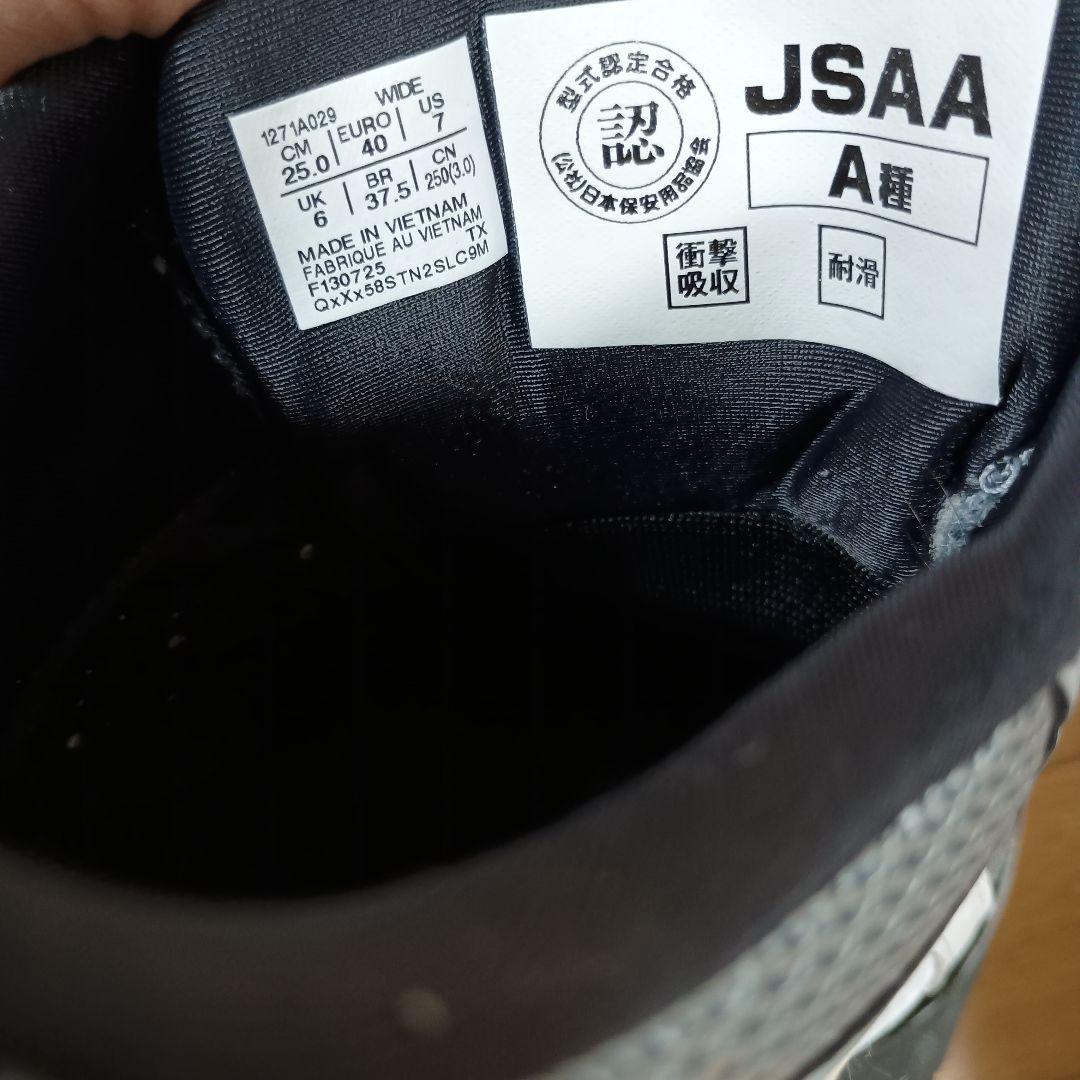 1271A029 WIDE
CM EURO US
25.0 40 7
UK BR CN
6 37.5 250(3.0)
MADE IN VIETNAM
FABRIQUE AU VIETNAM
F130725 TX
QxXx58STN2SLC9M
型式認定合格
認
(公社)日本保安用品協会
JSAA
A種
衝撃
吸収
耐滑